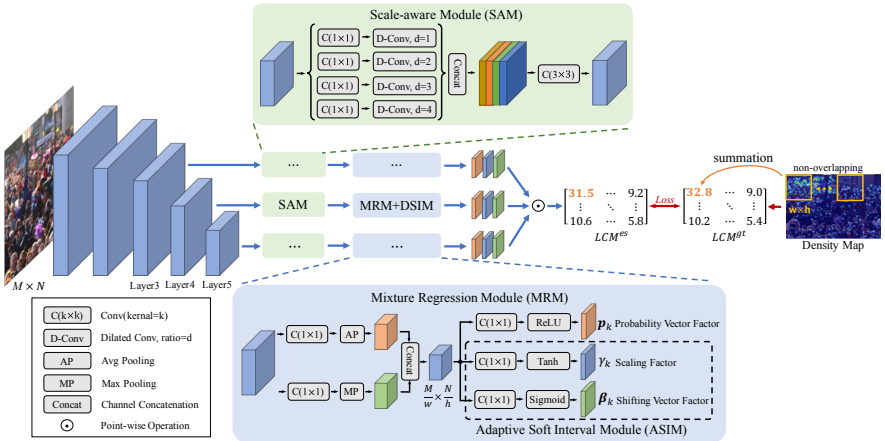 Scale-aware Module (SAM)
C(1×1) D-Conv, d=1
C(1×1) D-Conv, d=2
C(1×1) D-Conv, d=3
C(1×1) D-Conv, d=4
Concat
C(3×3)
... ...
SAM MRM+DSIM
... ...
summation
non-overlapping
w×h
...
31.5 ⋯ 9.2
⋮ ⋱ ⋮
10.6 ⋯ 5.8
LCM^es
Loss
32.8 ⋯ 9.0
⋮ ⋱ ⋮
10.2 ⋯ 5.4
LCM^gt
Density Map
M × N
Layer3
Layer4
Layer5
C(k×k) Conv(kernal=k)
D-Conv Dilated Conv, ratio=d
AP Avg Pooling
MP Max Pooling
Concat Channel Concatenation
⊙ Point-wise Operation
Mixture Regression Module (MRM)
C(1×1) AP
C(1×1) MP
Concat
M/w × N/h
C(1×1) ReLU p_k Probability Vector Factor
C(1×1) Tanh γ_k Scaling Factor
C(1×1) Sigmoid β_k Shifting Vector Factor
Adaptive Soft Interval Module (ASIM)